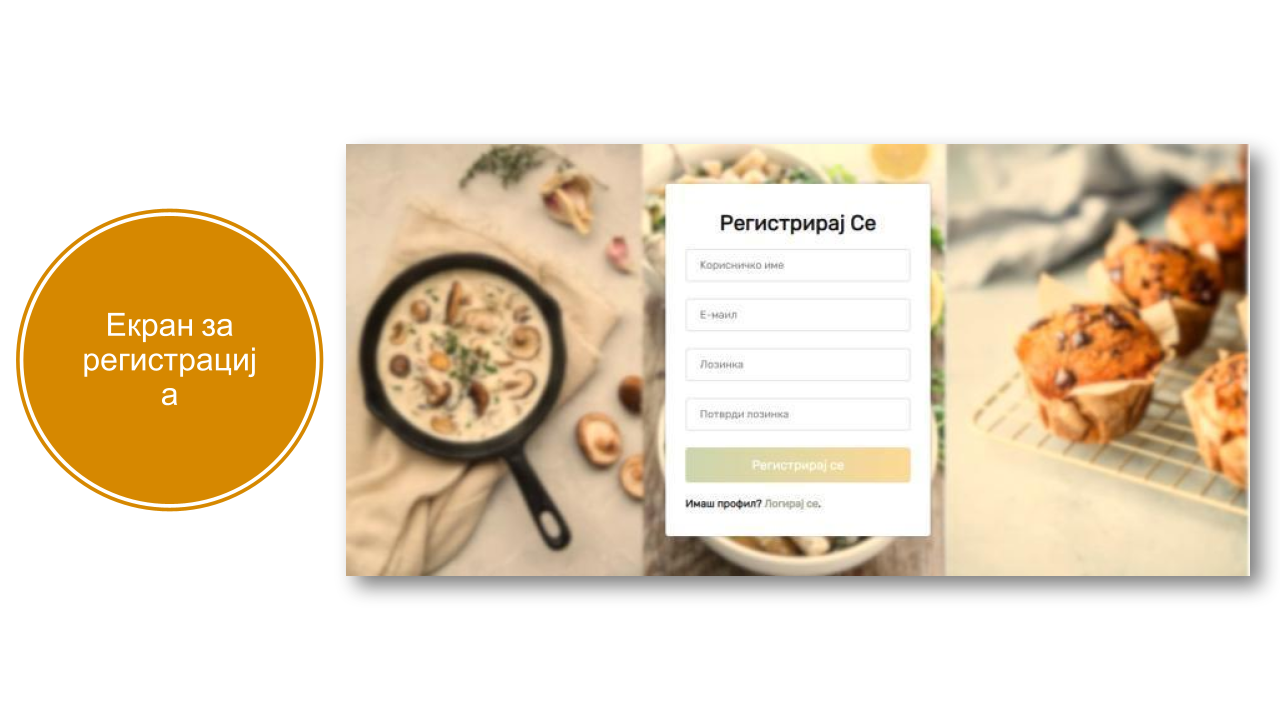 Екран за
регистрациј
а
Регистрирај Се
Корисничко име
Е-маил
Лозинка
Потврди лозинка
Регистрирај се
Имаш профил? Логирај се.